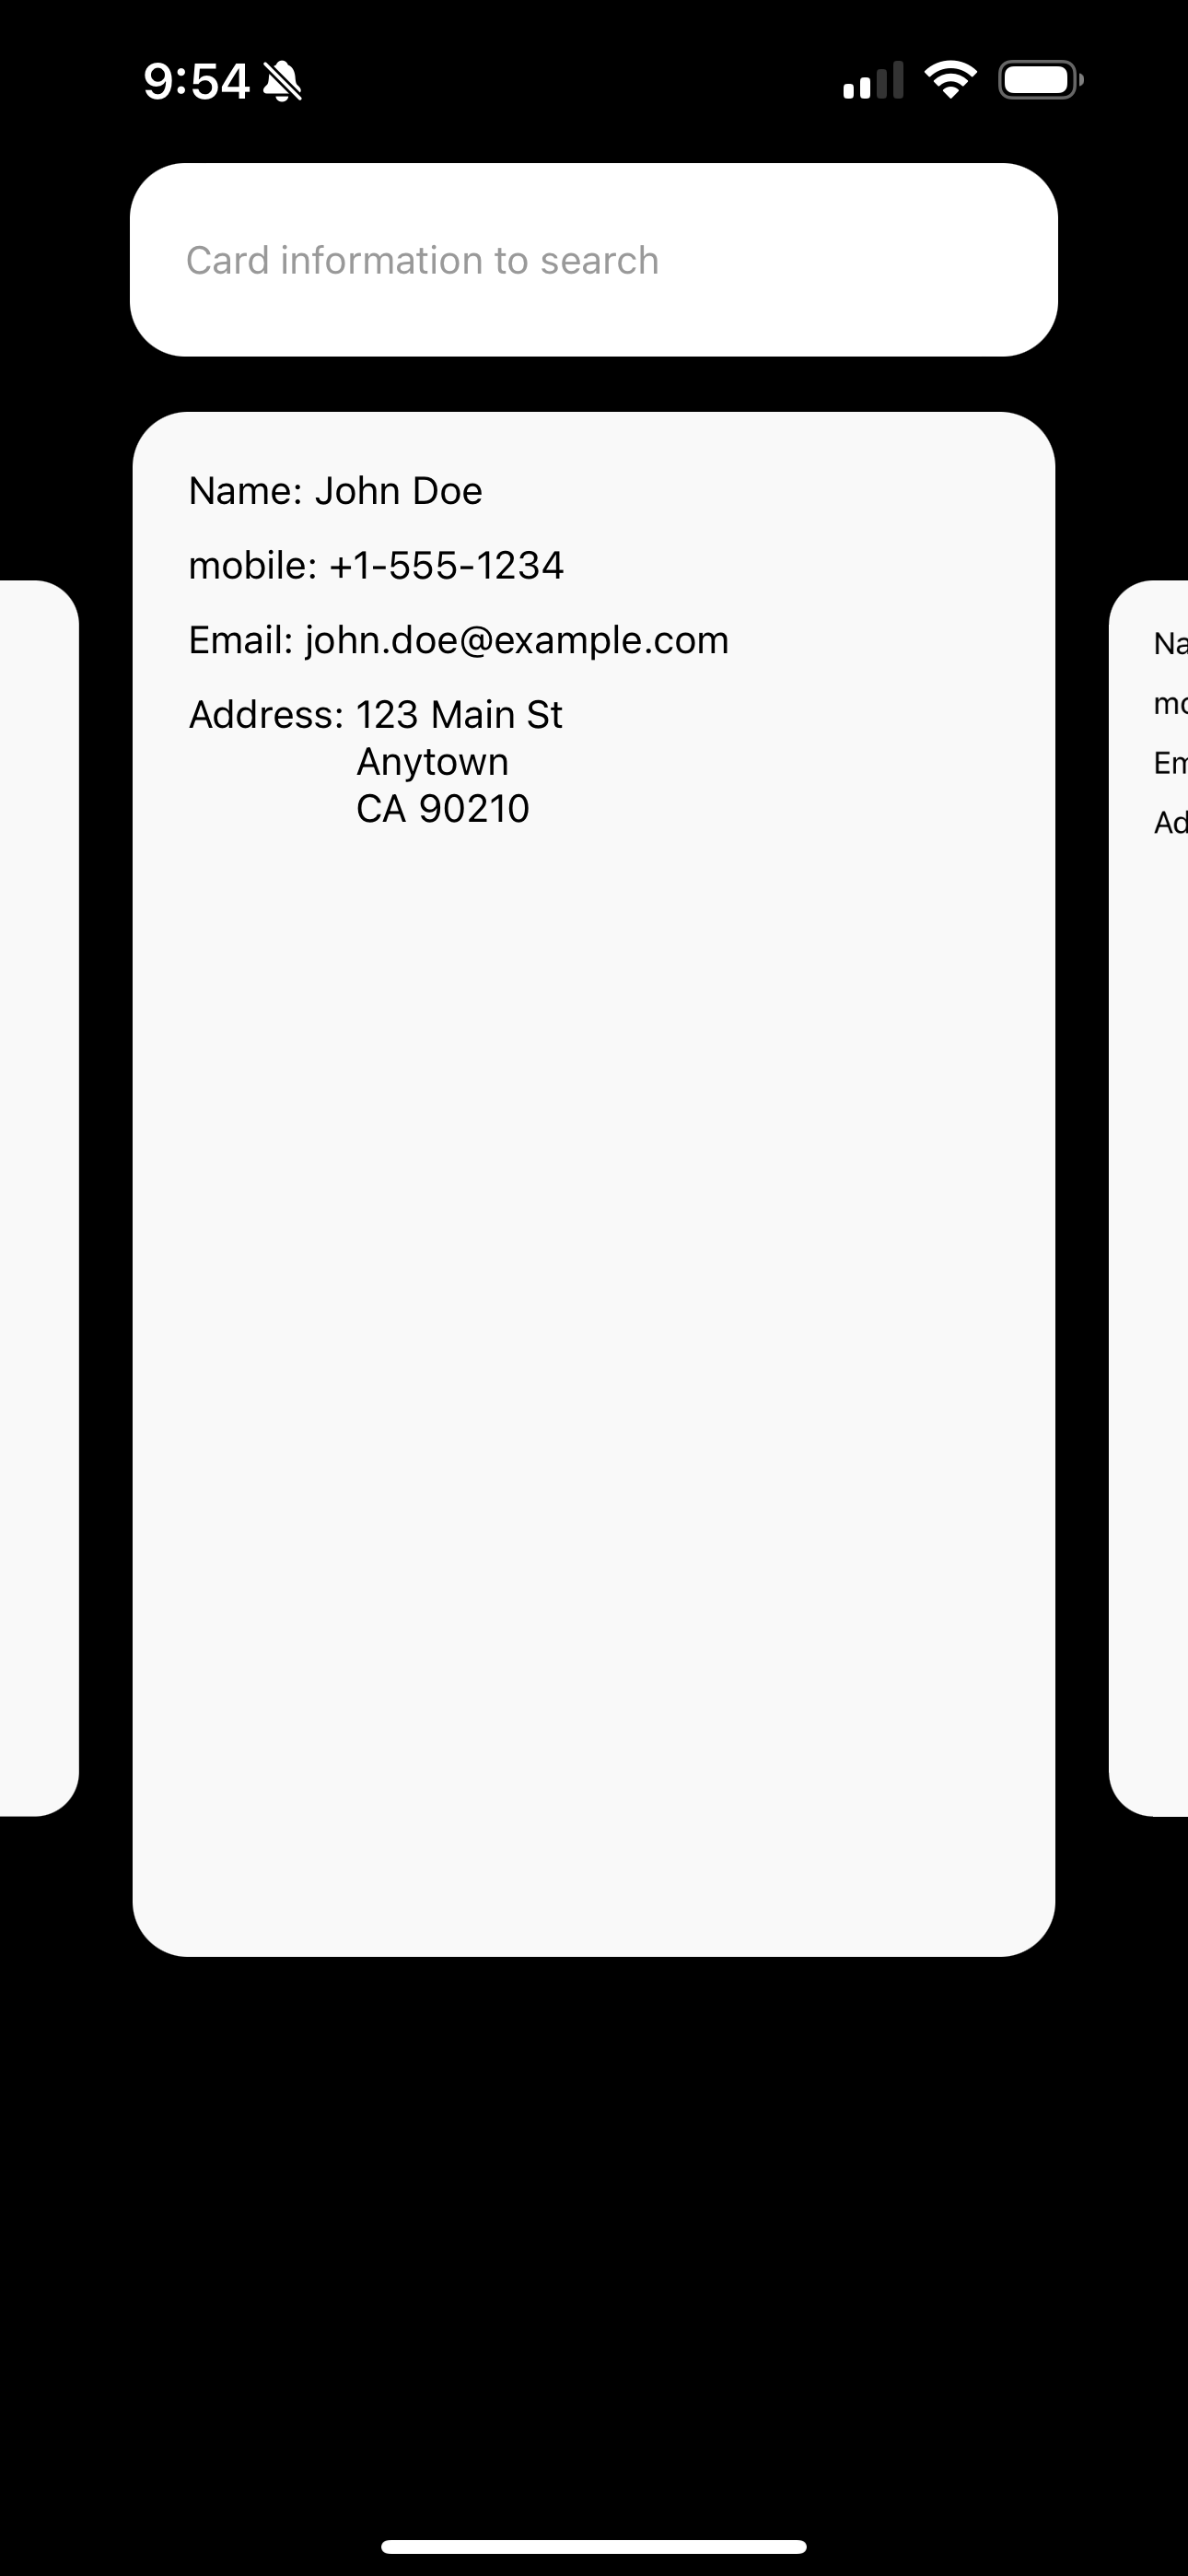 9:54
Card information to search
Name: John Doe
mobile: +1-555-1234
Email: john.doe@example.com
Address: 123 Main St
Anytown
CA 90210
Na
mo
Em
Ad